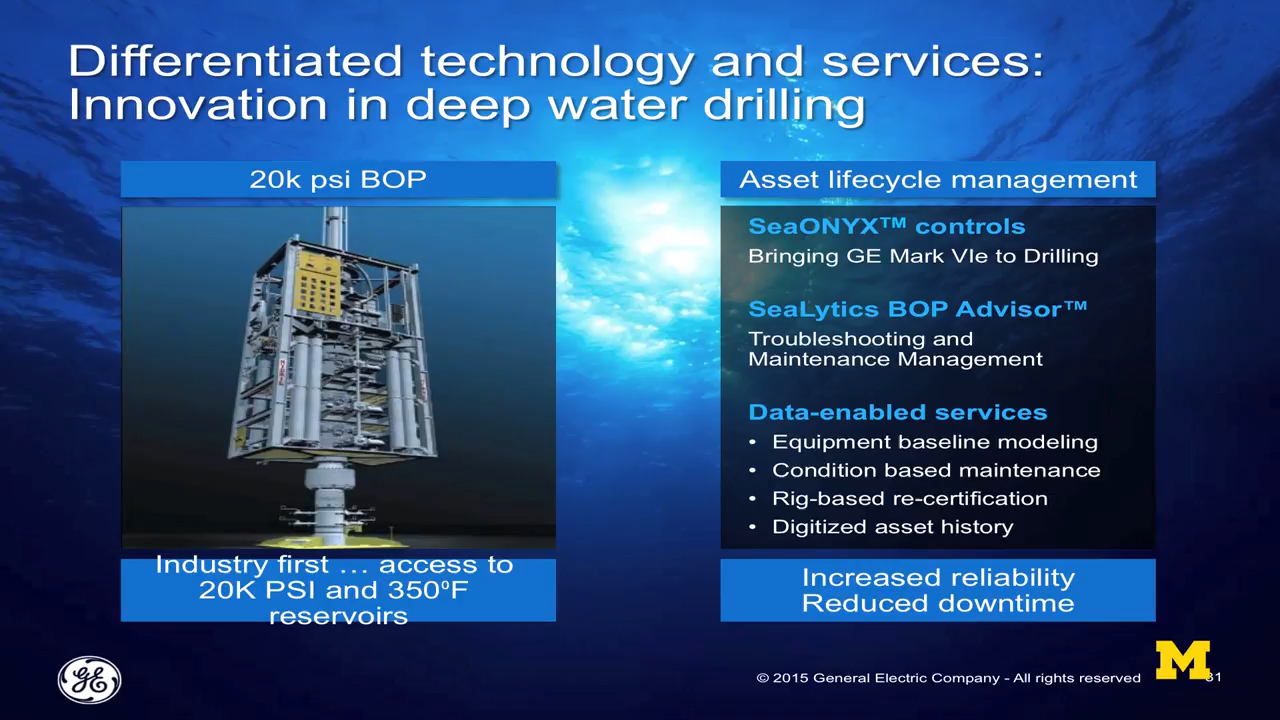 Differentiated technology and services:
Innovation in deep water drilling
20k psi BOP
Industry first … access to
20K PSI and 350⁰F
reservoirs
Asset lifecycle management
SeaONYX™ controls
Bringing GE Mark VIe to Drilling
SeaLytics BOP Advisor™
Troubleshooting and
Maintenance Management
Data-enabled services
• Equipment baseline modeling
• Condition based maintenance
• Rig-based re-certification
• Digitized asset history
Increased reliability
Reduced downtime
GE
© 2015 General Electric Company - All rights reserved
M
31